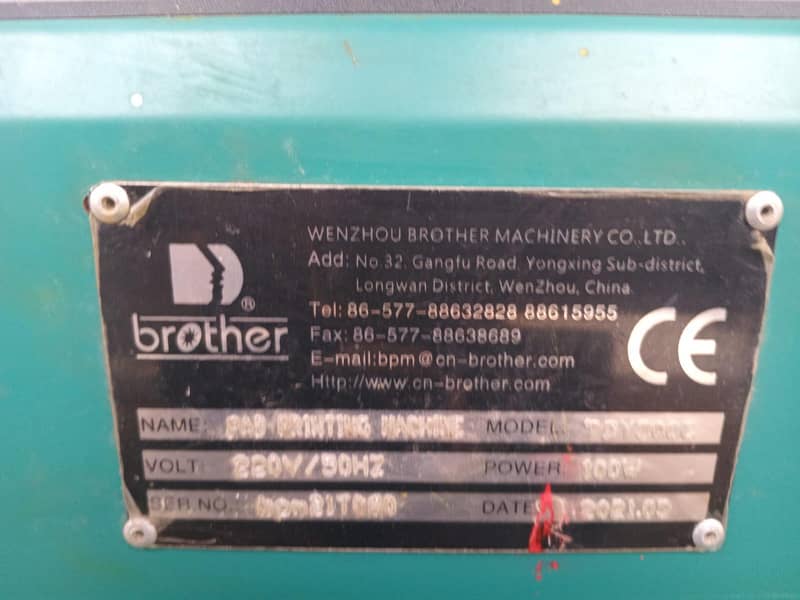 WENZHOU BROTHER MACHINERY CO.,LTD.
Add: No.32, Gangfu Road, Yongxing Sub-district,
Longwan District, WenZhou, China
Tel: 86-577-88632828 88615955
Fax: 86-577-88638689
E-mail:bpm@cn-brother.com
Http://www.cn-brother.com
®
brother
CE
NAME: PRINTING MACHINE MODEL:
VOLT: 220V/50HZ POWER: 100W
SER.NO. DATE: